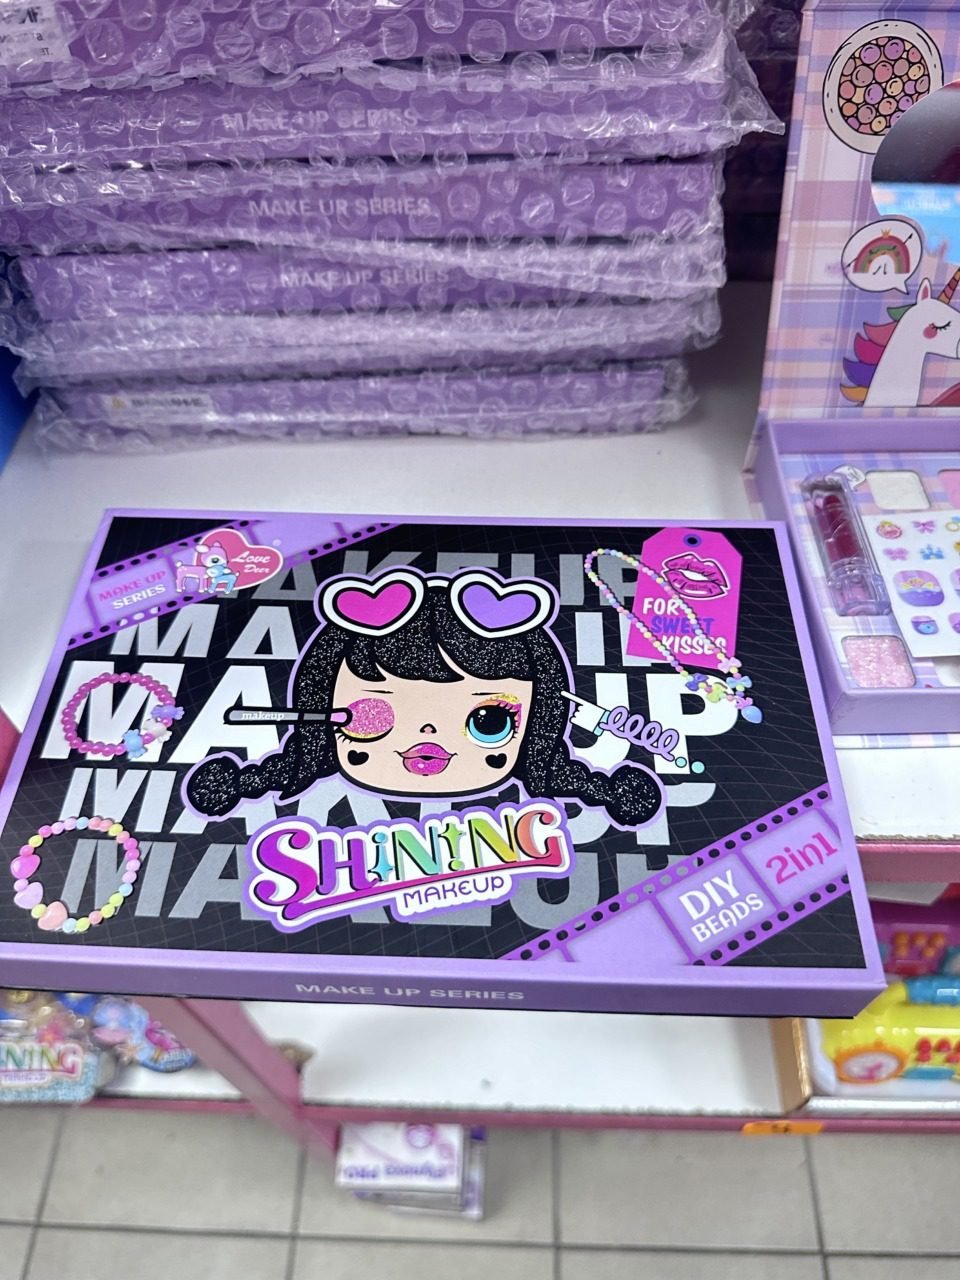 MAKE UP SERIES
MAKE UP SERIES
MAKE UP SERIES
MAKEUP
MAKE UP
SERIES
Love
Deer
FOR
SWEET
KISSES
makeup
SHINING
MAKEUP
DIY
BEADS
2in1
MAKE UP SERIES